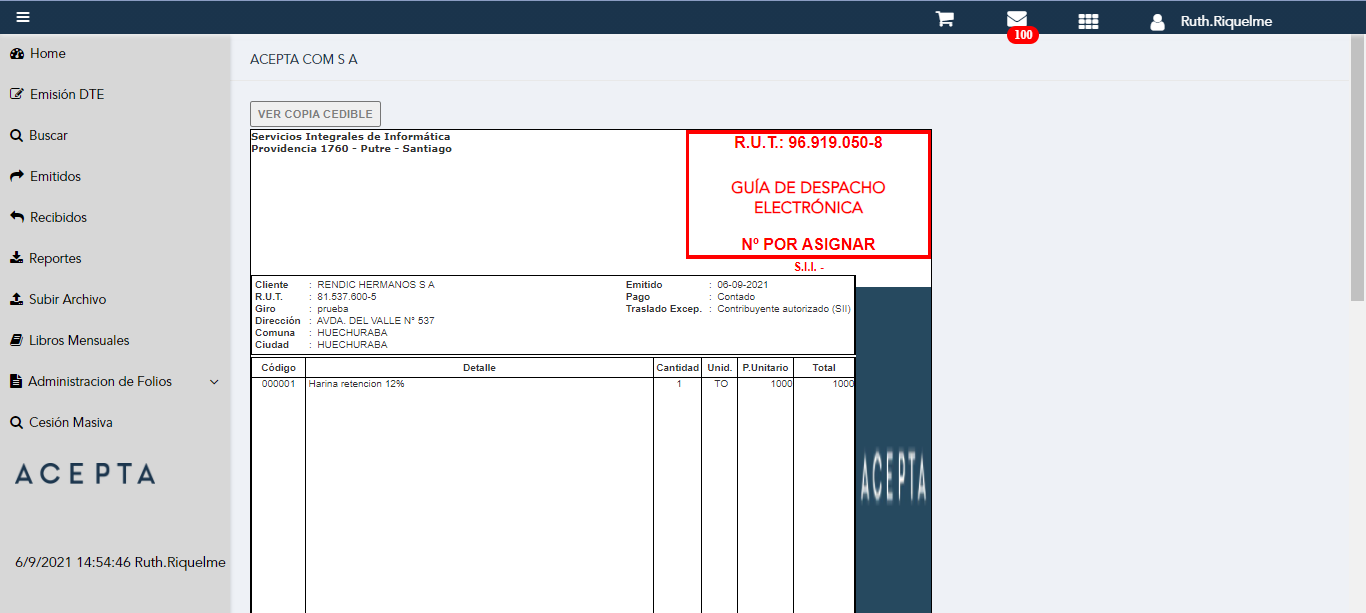 Ruth.Riquelme
100
Home
Emisión DTE
Buscar
Emitidos
Recibidos
Reportes
Subir Archivo
Libros Mensuales
Administracion de Folios
Cesión Masiva
ACEPTA
6/9/2021 14:54:46 Ruth.Riquelme
ACEPTA COM S A
VER COPIA CEDIBLE
Servicios Integrales de Informática
Providencia 1760 - Putre - Santiago
R.U.T.: 96.919.050-8
GUÍA DE DESPACHO
ELECTRÓNICA
Nº POR ASIGNAR
S.I.I. -
Cliente : RENDIC HERMANOS S A Emitido : 06-09-2021
R.U.T. : 81.537.600-5 Pago : Contado
Giro : prueba Traslado Excep. : Contribuyente autorizado (SII)
Dirección : AVDA. DEL VALLE N° 537
Comuna : HUECHURABA
Ciudad : HUECHURABA
Código Detalle Cantidad Unid. P.Unitario Total
000001 Harina retencion 12% 1 TO 1000 1000
ACEPTA